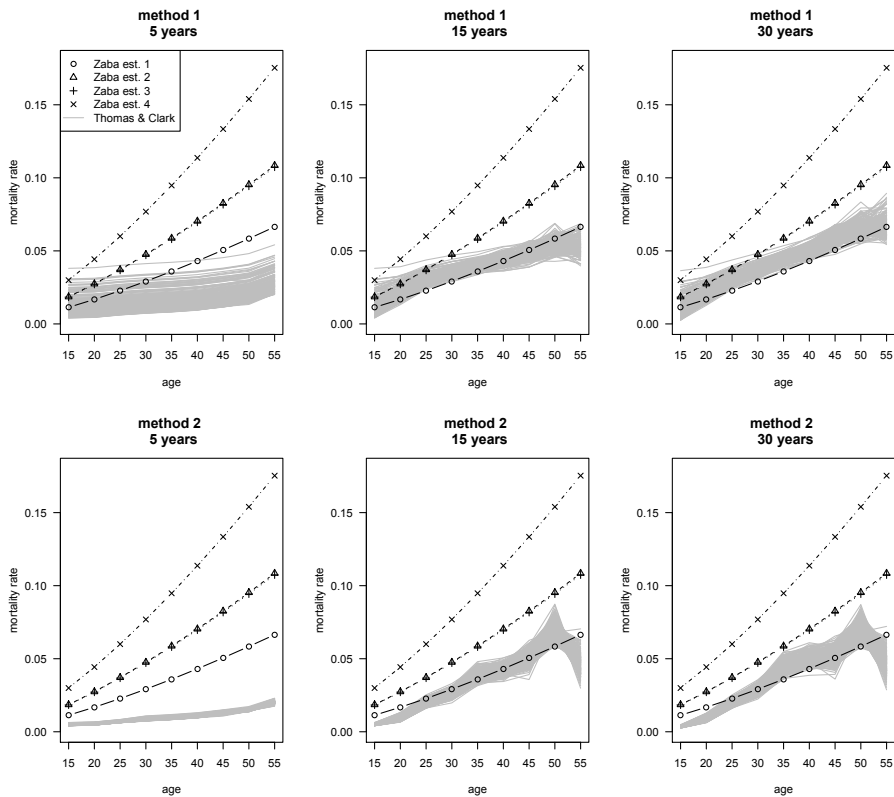 method 1
5 years
mortality rate
0.15
0.10
0.05
0.00
Zaba est. 1
Zaba est. 2
Zaba est. 3
Zaba est. 4
Thomas & Clark
15 20 25 30 35 40 45 50 55
age
method 1
15 years
mortality rate
0.15
0.10
0.05
0.00
15 20 25 30 35 40 45 50 55
age
method 1
30 years
mortality rate
0.15
0.10
0.05
0.00
15 20 25 30 35 40 45 50 55
age
method 2
5 years
mortality rate
0.15
0.10
0.05
0.00
15 20 25 30 35 40 45 50 55
age
method 2
15 years
mortality rate
0.15
0.10
0.05
0.00
15 20 25 30 35 40 45 50 55
age
method 2
30 years
mortality rate
0.15
0.10
0.05
0.00
15 20 25 30 35 40 45 50 55
age